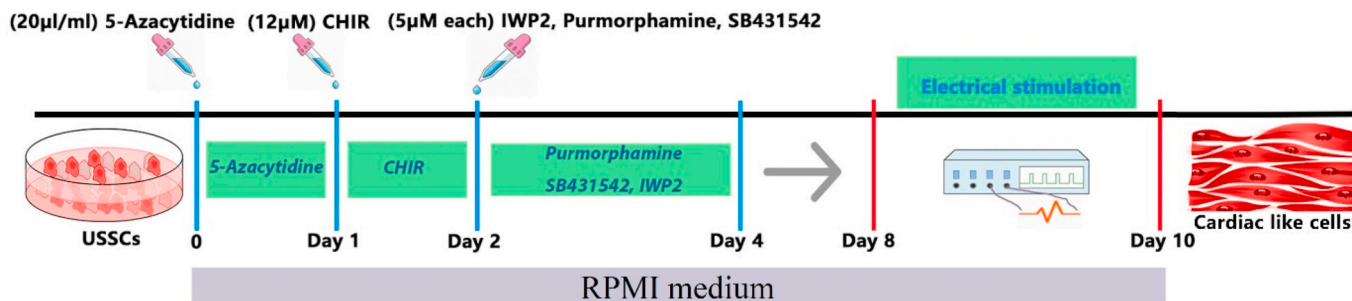 (20µl/ml) 5-Azacytidine (12µM) CHIR (5µM each) IWP2, Purmorphamine, SB431542
Electrical stimulation
5-Azacytidine
CHIR
Purmorphamine
SB431542, IWP2
USSCs
0
Day 1
Day 2
Day 4
Day 8
Day 10
Cardiac like cells
RPMI medium